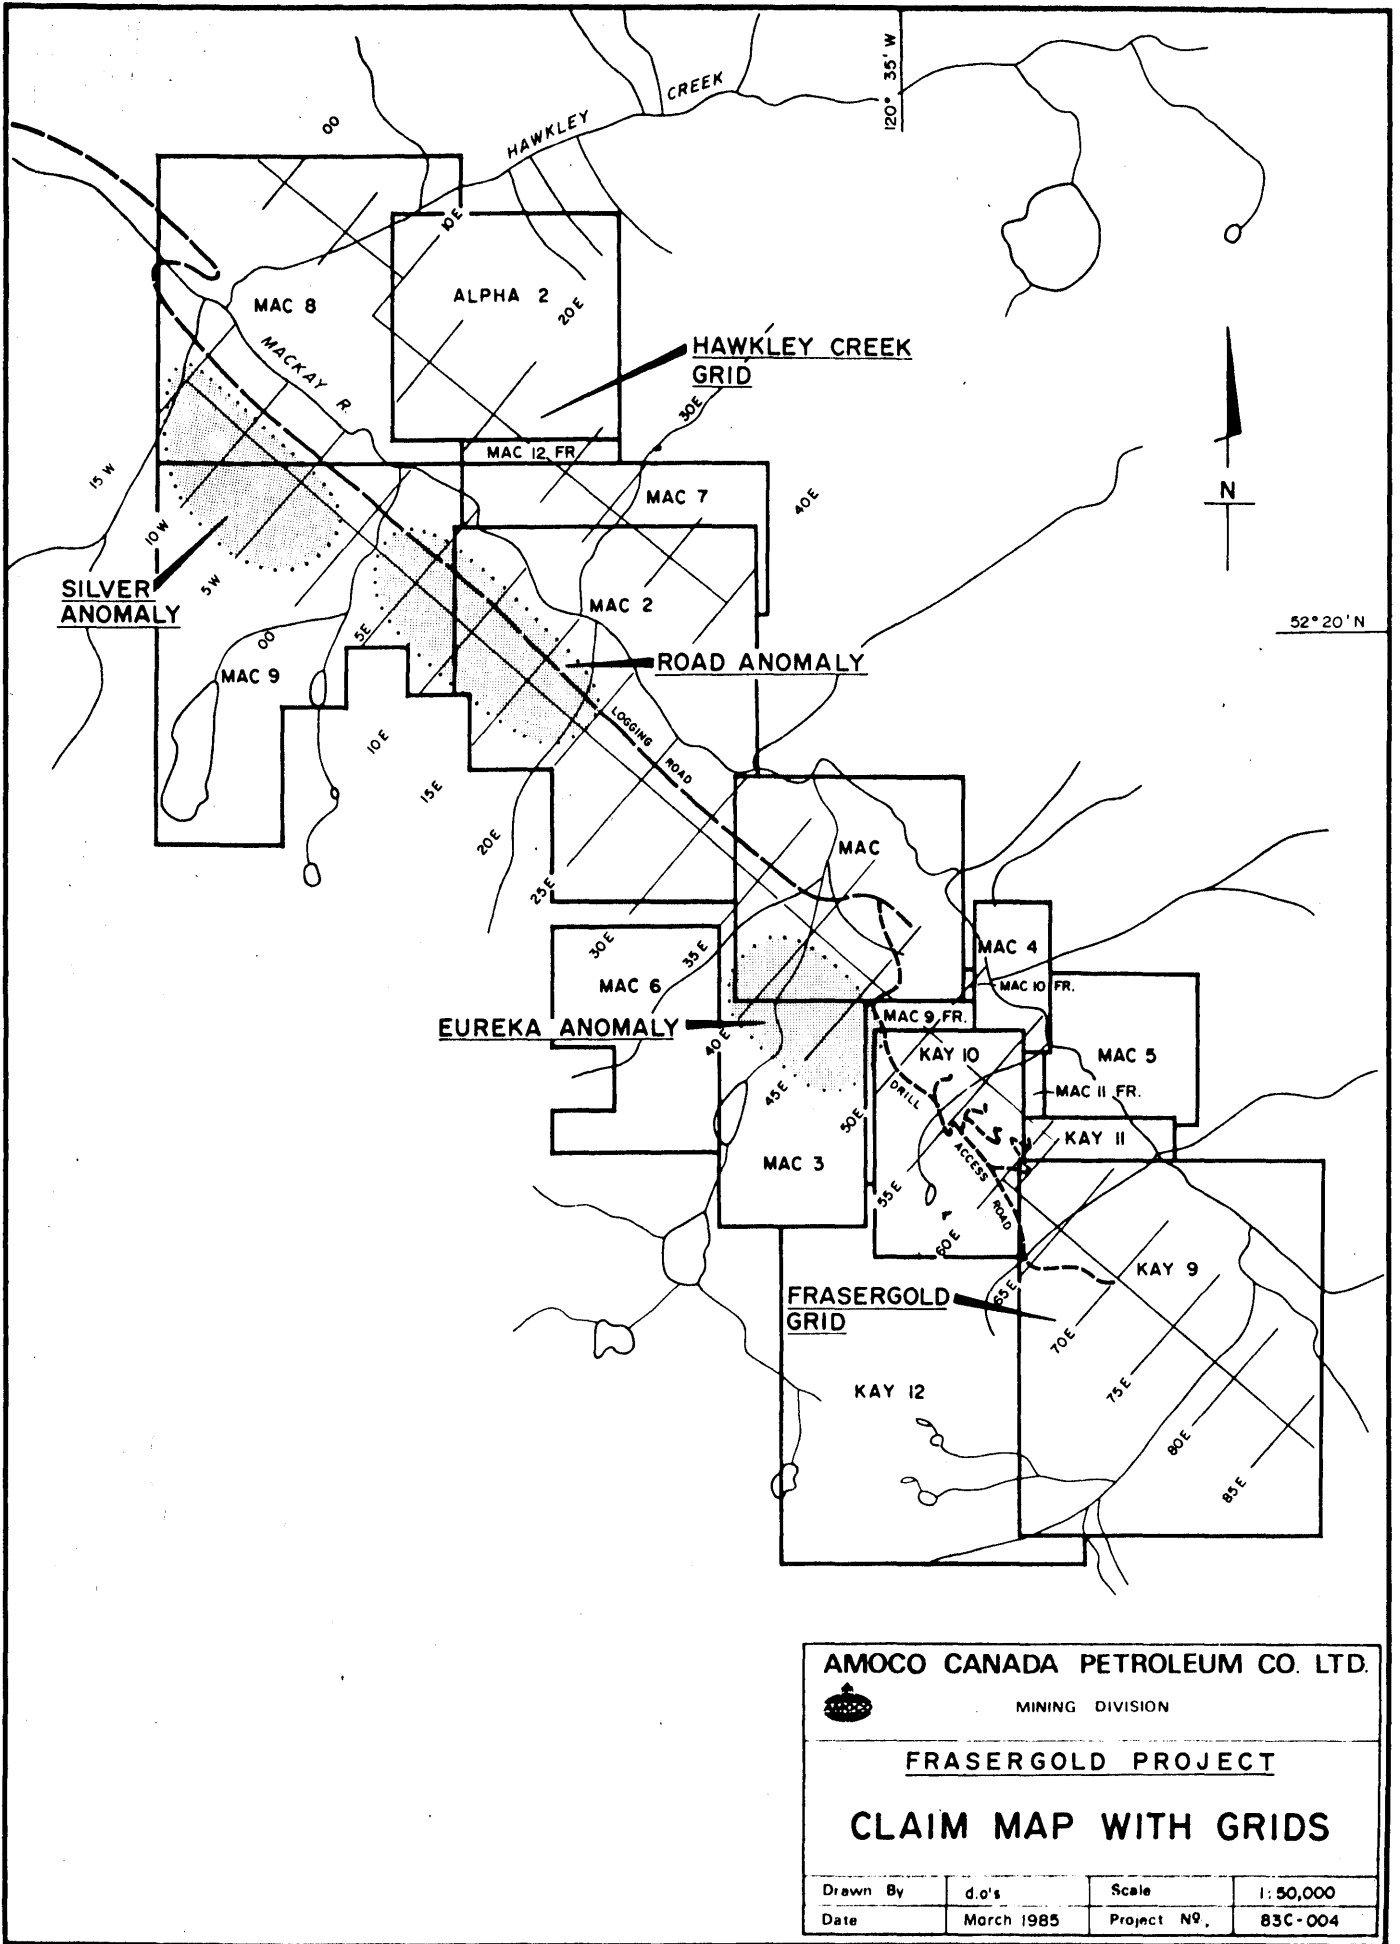 120° 35' W
00
HAWKLEY CREEK
10E
MAC 8
ALPHA 2
20E
MACKAY R.
HAWKLEY CREEK
GRID
30E
MAC 12 FR
15 W
MAC 7
40E
N
10 W
5 W
SILVER
ANOMALY
MAC 2
52° 20' N
00
5E
ROAD ANOMALY
MAC 9
LOGGING
ROAD
10 E
15E
20E
MAC
25E
30E
35E
MAC 4
MAC 6
MAC 10 FR.
MAC 9 FR.
EUREKA ANOMALY
40E
KAY 10
MAC 5
DRILL
ACCESS
ROAD
45E
MAC 11 FR.
50E
KAY 11
MAC 3
55E
60E
KAY 9
FRASERGOLD
GRID
65E
70E
75E
KAY 12
80E
85E
AMOCO CANADA PETROLEUM CO. LTD.
AMOCO
MINING DIVISION
FRASERGOLD PROJECT
CLAIM MAP WITH GRIDS
Drawn By d.o's Scale 1:50,000
Date March 1985 Project Nº, 83C-004